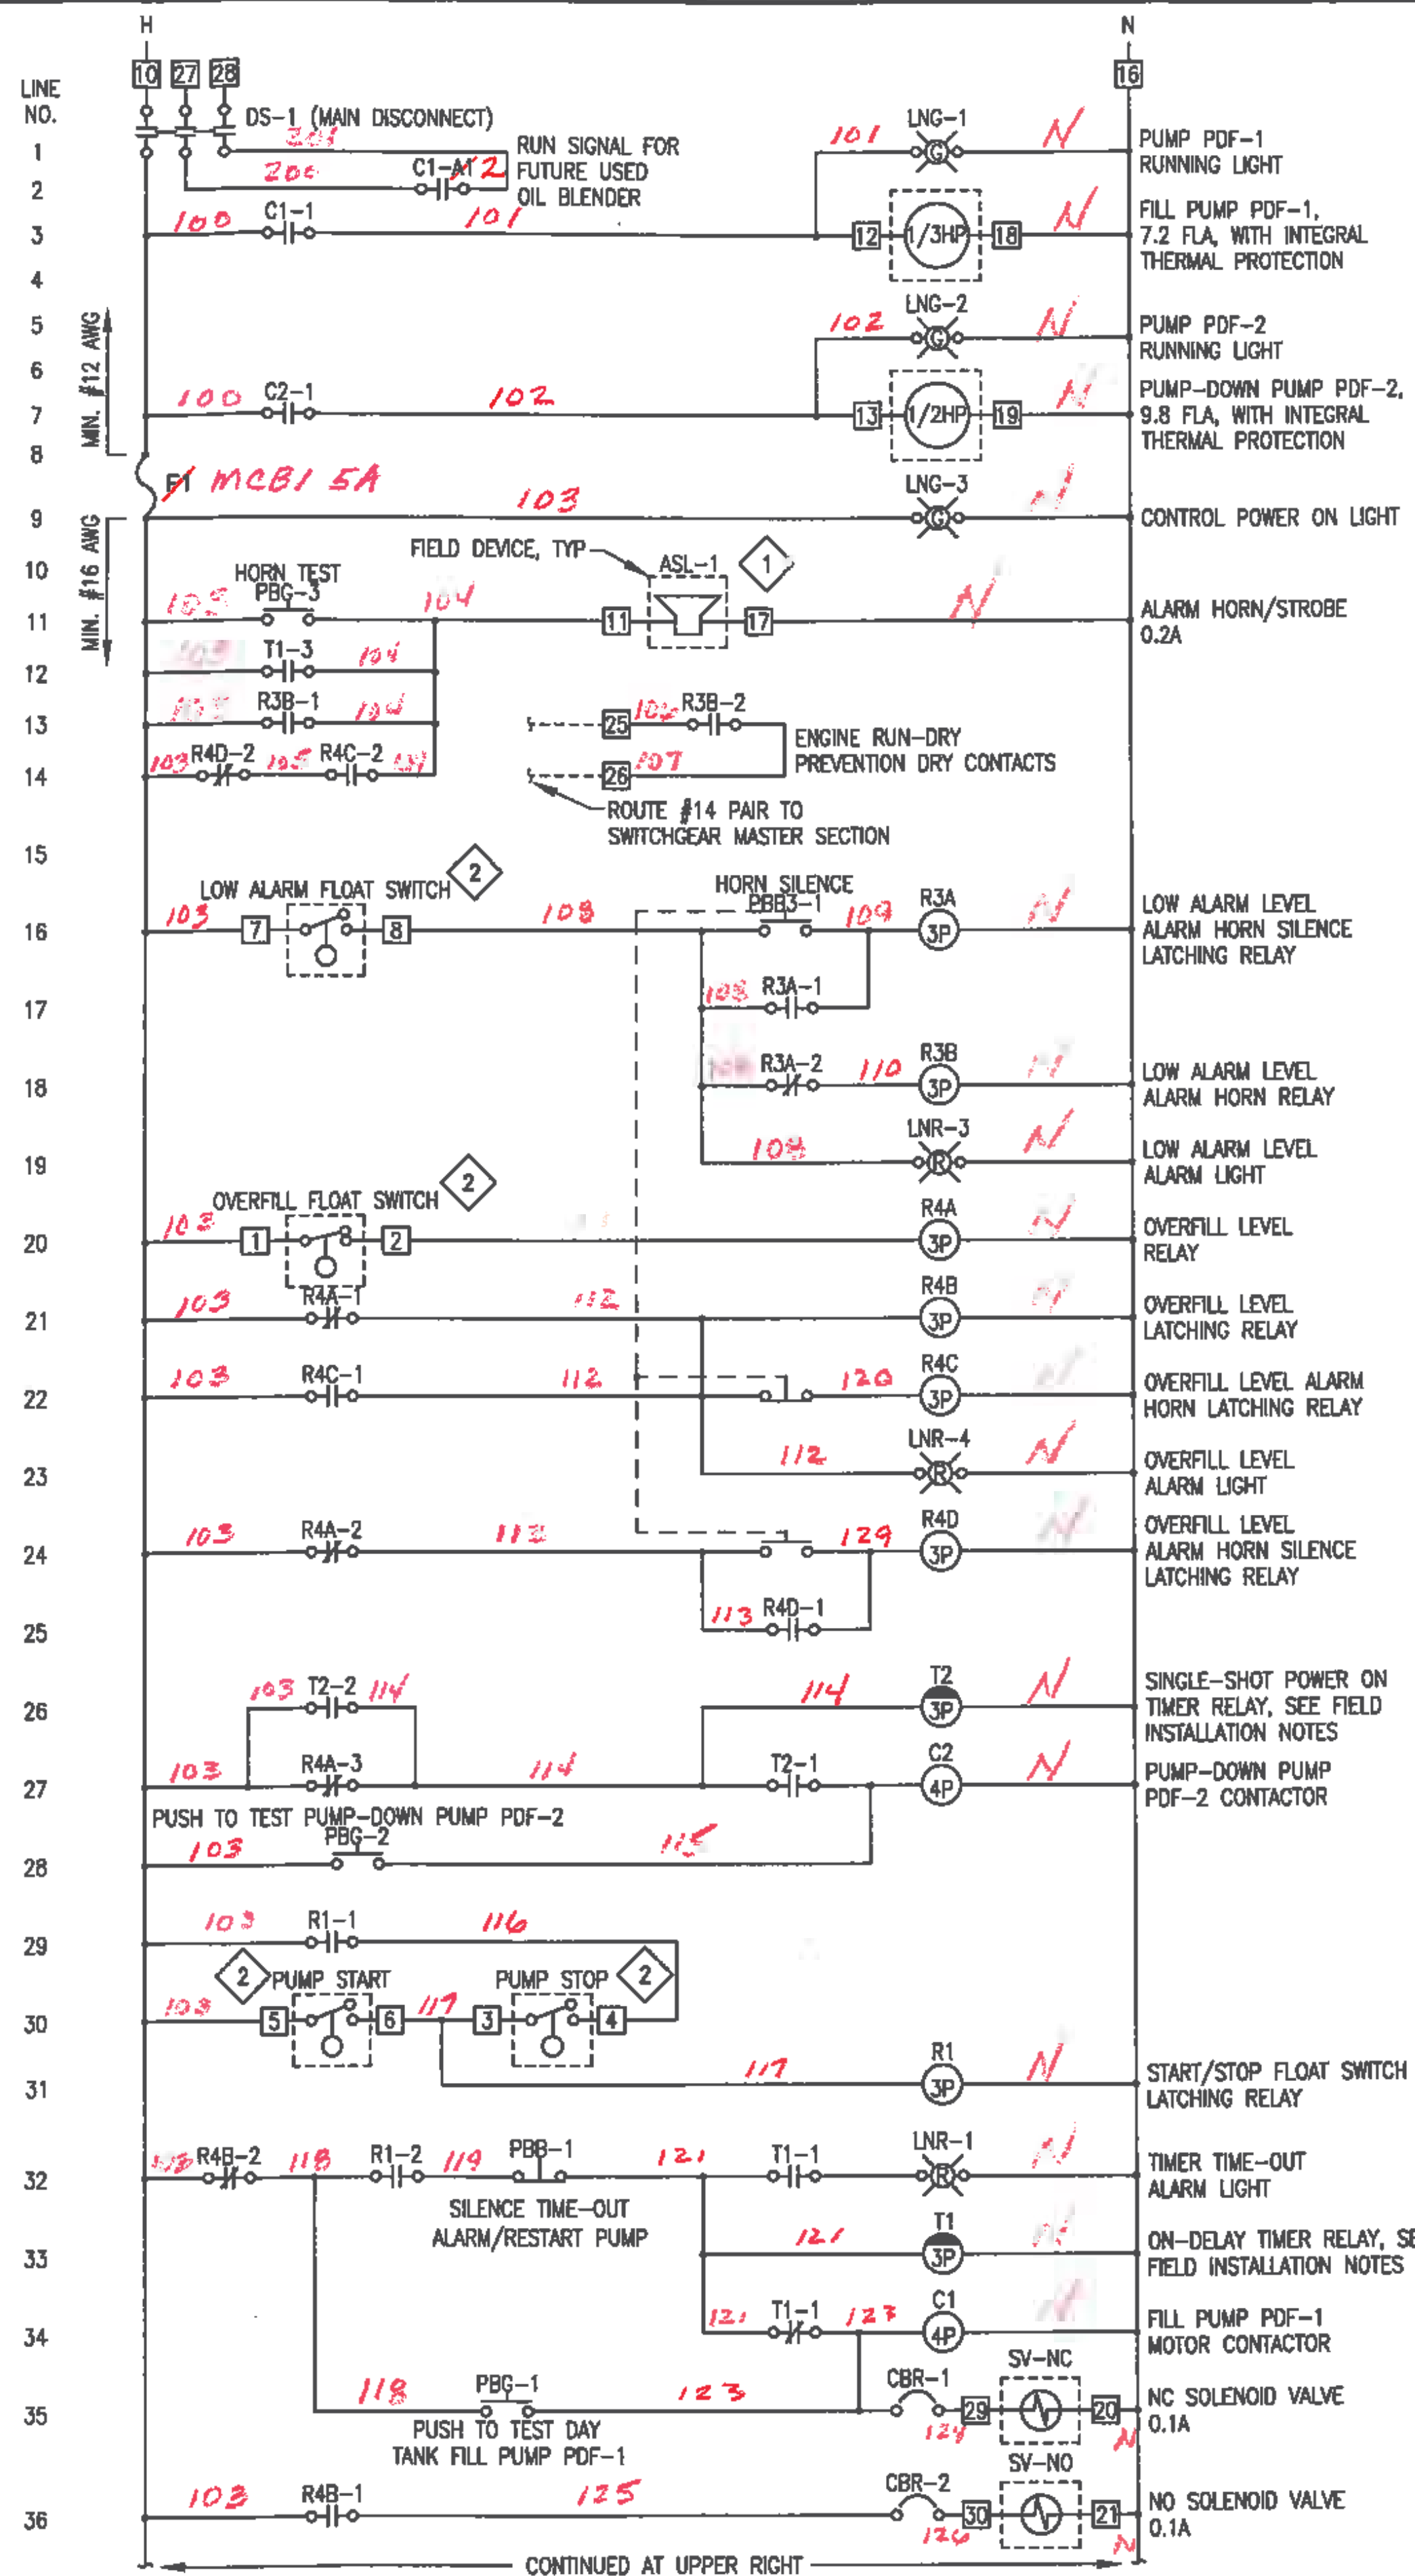 H N
10 27 28 16
LINE
NO.
DS-1 (MAIN DISCONNECT)
1 201 RUN SIGNAL FOR 101 LNG-1 G N PUMP PDF-1
RUNNING LIGHT
2 200 C1-A1 2 FUTURE USED
OIL BLENDER
3 100 C1-1 101 12 1/3HP 18 N FILL PUMP PDF-1,
7.2 FLA, WITH INTEGRAL
THERMAL PROTECTION
4
MIN. #12 AWG
5 102 LNG-2 G N PUMP PDF-2
RUNNING LIGHT
6
7 100 C2-1 102 13 1/2HP 19 N PUMP-DOWN PUMP PDF-2,
9.8 FLA, WITH INTEGRAL
THERMAL PROTECTION
8
F1 MCB1 5A
9 103 LNG-3 G N CONTROL POWER ON LIGHT
MIN. #16 AWG
10 FIELD DEVICE, TYP ASL-1 1
HORN TEST
PBG-3
11 103 104 11 17 N ALARM HORN/STROBE
0.2A
12 103 T1-3 104
13 103 R3B-1 104 25 106 R3B-2 ENGINE RUN-DRY
PREVENTION DRY CONTACTS
14 103 R4D-2 105 R4C-2 104 26 107
ROUTE #14 PAIR TO
SWITCHGEAR MASTER SECTION
15
LOW ALARM FLOAT SWITCH 2 HORN SILENCE
PBB3-1
16 103 7 8 108 109 R3A 3P N LOW ALARM LEVEL
ALARM HORN SILENCE
LATCHING RELAY
17 108 R3A-1
18 108 R3A-2 110 R3B 3P N LOW ALARM LEVEL
ALARM HORN RELAY
19 108 LNR-3 R N LOW ALARM LEVEL
ALARM LIGHT
OVERFILL FLOAT SWITCH 2
20 103 1 2 R4A 3P N OVERFILL LEVEL
RELAY
21 103 R4A-1 112 R4B 3P N OVERFILL LEVEL
LATCHING RELAY
22 103 R4C-1 112 120 R4C 3P N OVERFILL LEVEL ALARM
HORN LATCHING RELAY
23 112 LNR-4 R N OVERFILL LEVEL
ALARM LIGHT
24 103 R4A-2 113 129 R4D 3P N OVERFILL LEVEL
ALARM HORN SILENCE
LATCHING RELAY
25 113 R4D-1
26 103 T2-2 114 114 T2 3P N SINGLE-SHOT POWER ON
TIMER RELAY, SEE FIELD
INSTALLATION NOTES
27 103 R4A-3 114 T2-1 C2 4P N PUMP-DOWN PUMP
PDF-2 CONTACTOR
PUSH TO TEST PUMP-DOWN PUMP PDF-2
28 103 PBG-2 115
29 103 R1-1 116
2 PUMP START PUMP STOP 2
30 103 5 6 117 3 4
31 117 R1 3P N START/STOP FLOAT SWITCH
LATCHING RELAY
32 103 R4B-2 118 R1-2 119 PBB-1 121 T1-1 LNR-1 R N TIMER TIME-OUT
ALARM LIGHT
SILENCE TIME-OUT
ALARM/RESTART PUMP
33 121 T1 3P N ON-DELAY TIMER RELAY, SE
FIELD INSTALLATION NOTES
34 121 T1-1 123 C1 4P N FILL PUMP PDF-1
MOTOR CONTACTOR
35 118 PBG-1 123 CBR-1 124 29 SV-NC 20 N NC SOLENOID VALVE
0.1A
PUSH TO TEST DAY
TANK FILL PUMP PDF-1
36 103 R4B-1 125 CBR-2 126 30 SV-NO 21 N NO SOLENOID VALVE
0.1A
CONTINUED AT UPPER RIGHT